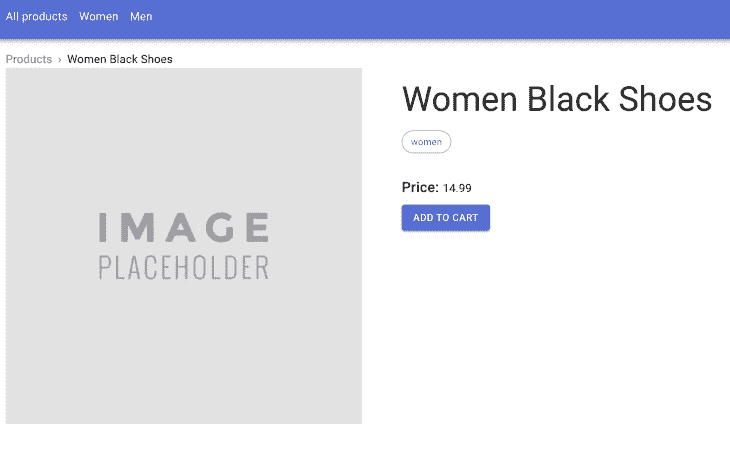 All products Women Men
Products › Women Black Shoes
IMAGE
PLACEHOLDER
Women Black Shoes
women
Price: 14.99
ADD TO CART